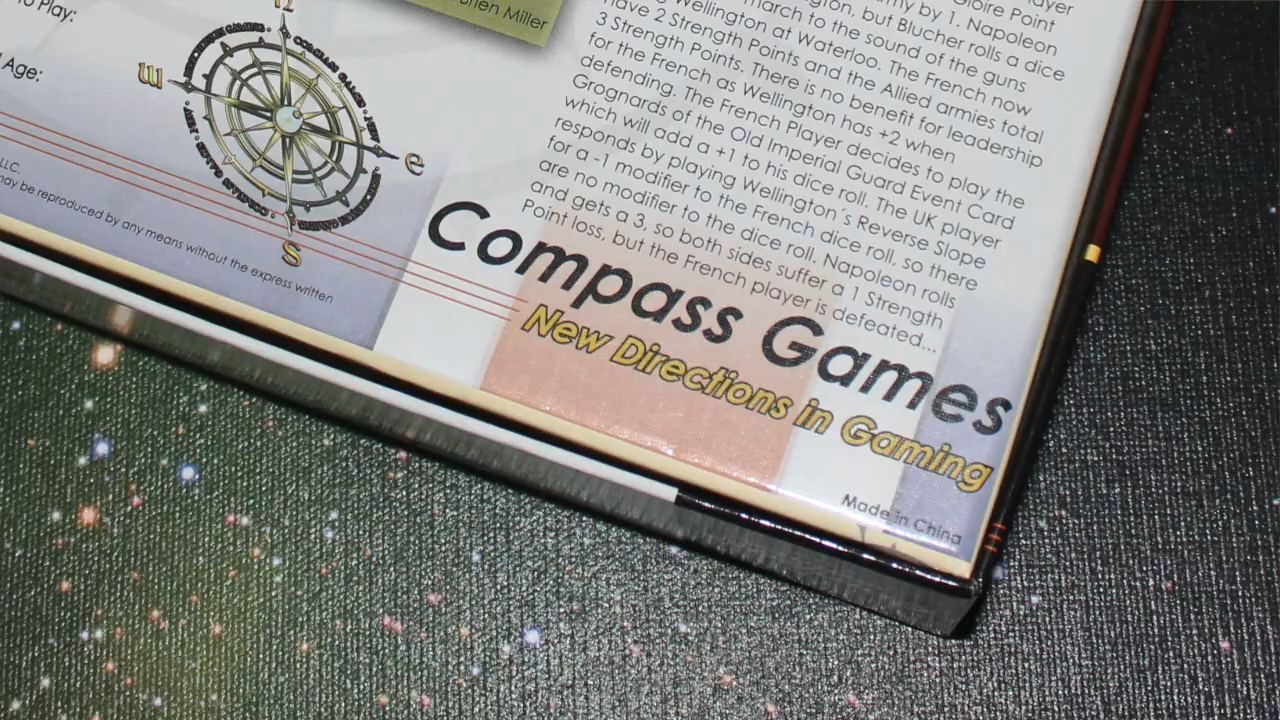 to Play:
Age:
Brien Miller
n
w
e
s
COMPASS GAMES
LLC.
may be reproduced by any means without the express written
army by 1. Napoleon
Wellington, but Blucher rolls a dice
march to the sound of the guns
Wellington at Waterloo. The French now
have 2 Strength Points and the Allied armies total
3 Strength Points. There is no benefit for leadership
for the French as Wellington has +2 when
defending. The French Player decides to play the
Grognards of the Old Imperial Guard Event Card
which will add a +1 to his dice roll. The UK player
responds by playing Wellington´s Reverse Slope
for a -1 modifier to the French dice roll, so there
are no modifier to the dice roll. Napoleon rolls
and gets a 3, so both sides suffer a 1 Strength
Point loss, but the French player is defeated...
Compass Games
New Directions in Gaming
Made in China